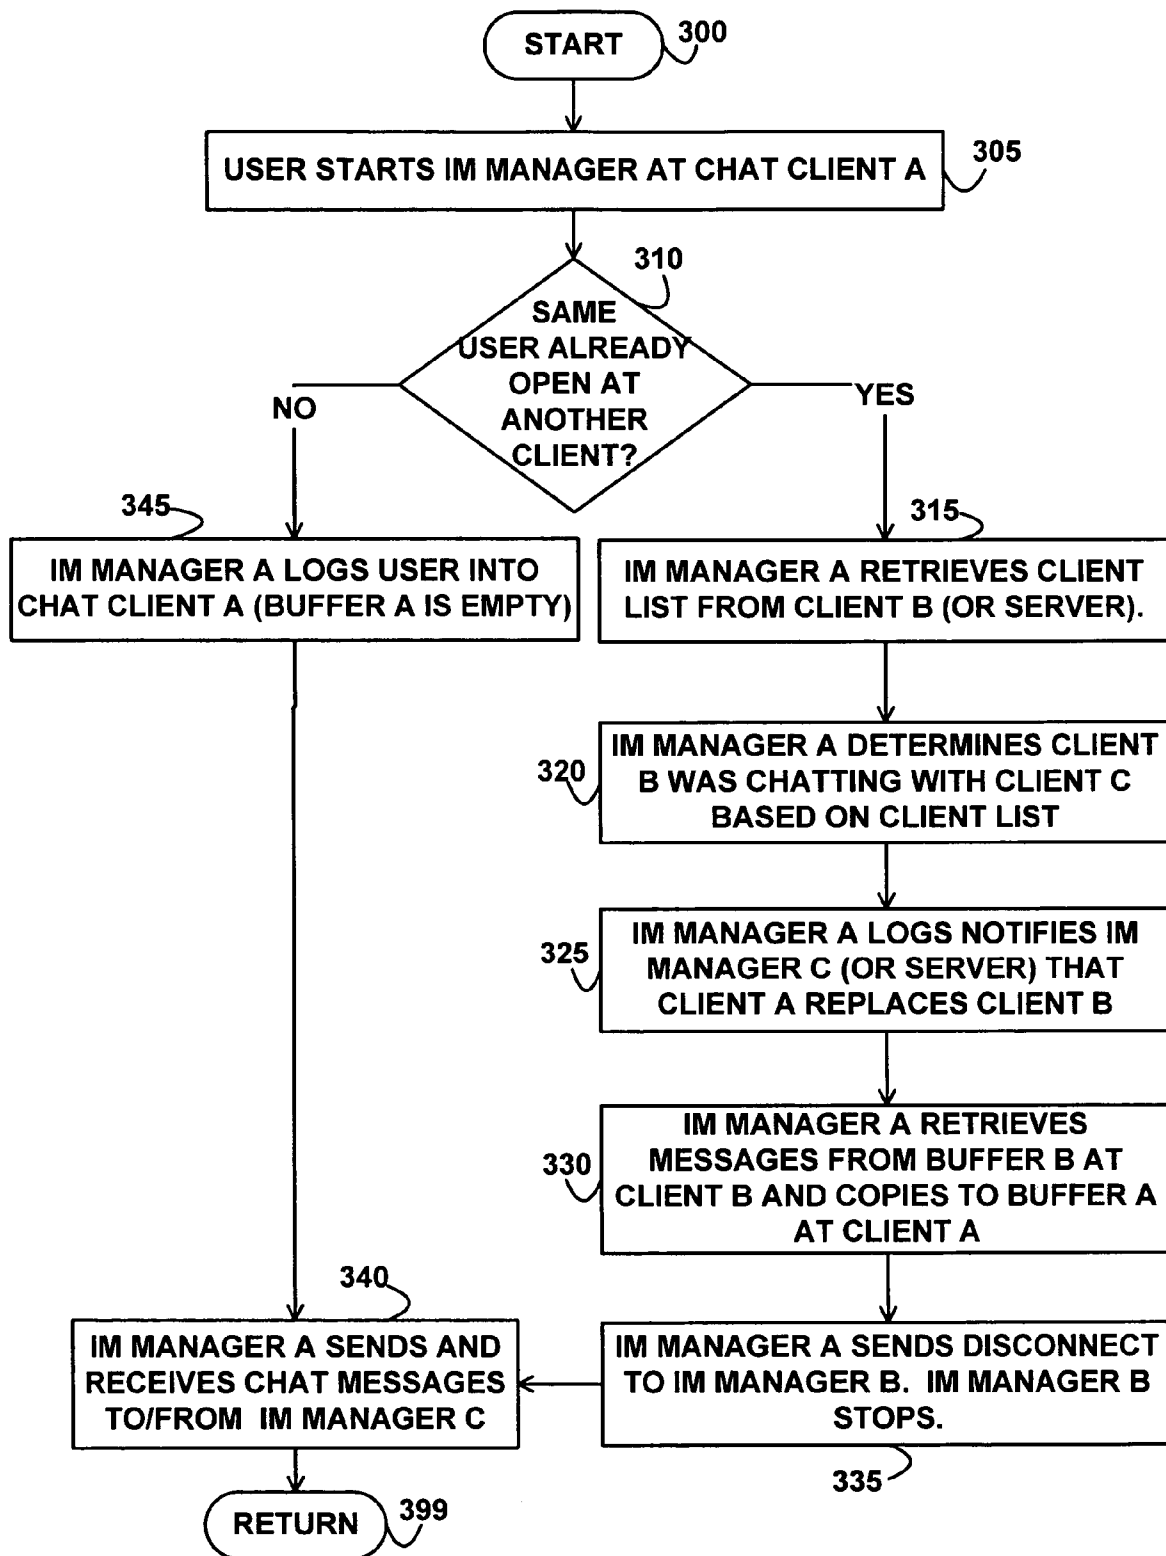 START
300
USER STARTS IM MANAGER AT CHAT CLIENT A
305
310
SAME
USER ALREADY
OPEN AT
ANOTHER
CLIENT?
NO
YES
345
IM MANAGER A LOGS USER INTO
CHAT CLIENT A (BUFFER A IS EMPTY)
315
IM MANAGER A RETRIEVES CLIENT
LIST FROM CLIENT B (OR SERVER).
320
IM MANAGER A DETERMINES CLIENT
B WAS CHATTING WITH CLIENT C
BASED ON CLIENT LIST
325
IM MANAGER A LOGS NOTIFIES IM
MANAGER C (OR SERVER) THAT
CLIENT A REPLACES CLIENT B
330
IM MANAGER A RETRIEVES
MESSAGES FROM BUFFER B AT
CLIENT B AND COPIES TO BUFFER A
AT CLIENT A
340
IM MANAGER A SENDS AND
RECEIVES CHAT MESSAGES
TO/FROM IM MANAGER C
IM MANAGER A SENDS DISCONNECT
TO IM MANAGER B. IM MANAGER B
STOPS.
335
RETURN
399